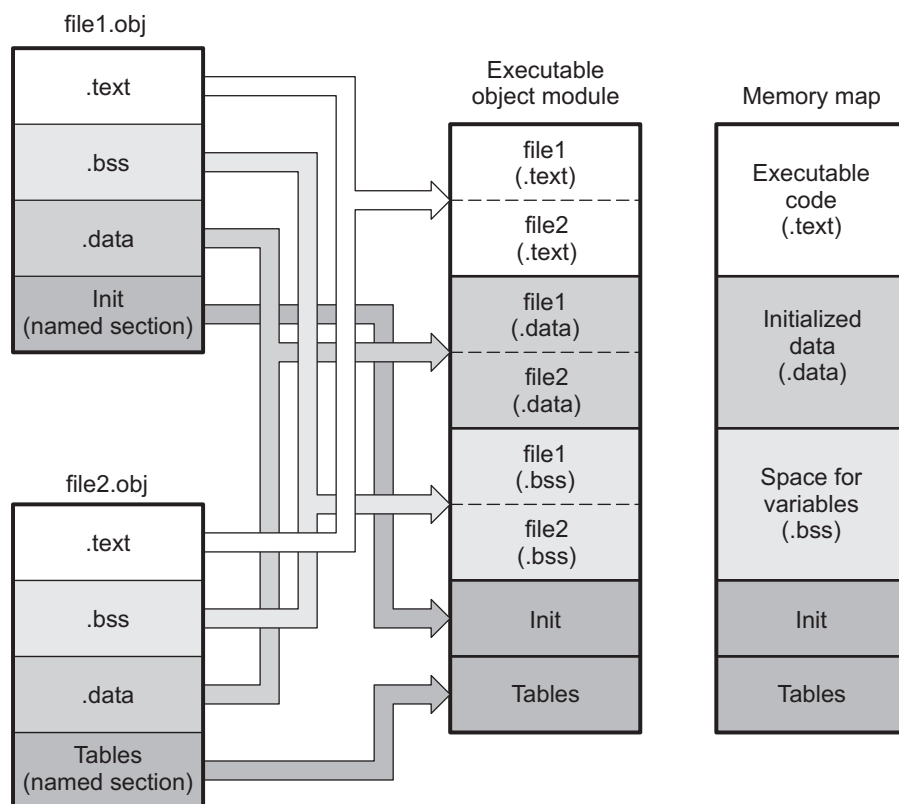 file1.obj
.text
.bss
.data
Init
(named section)
file2.obj
.text
.bss
.data
Tables
(named section)
Executable
object module
file1
(.text)
file2
(.text)
file1
(.data)
file2
(.data)
file1
(.bss)
file2
(.bss)
Init
Tables
Memory map
Executable
code
(.text)
Initialized
data
(.data)
Space for
variables
(.bss)
Init
Tables